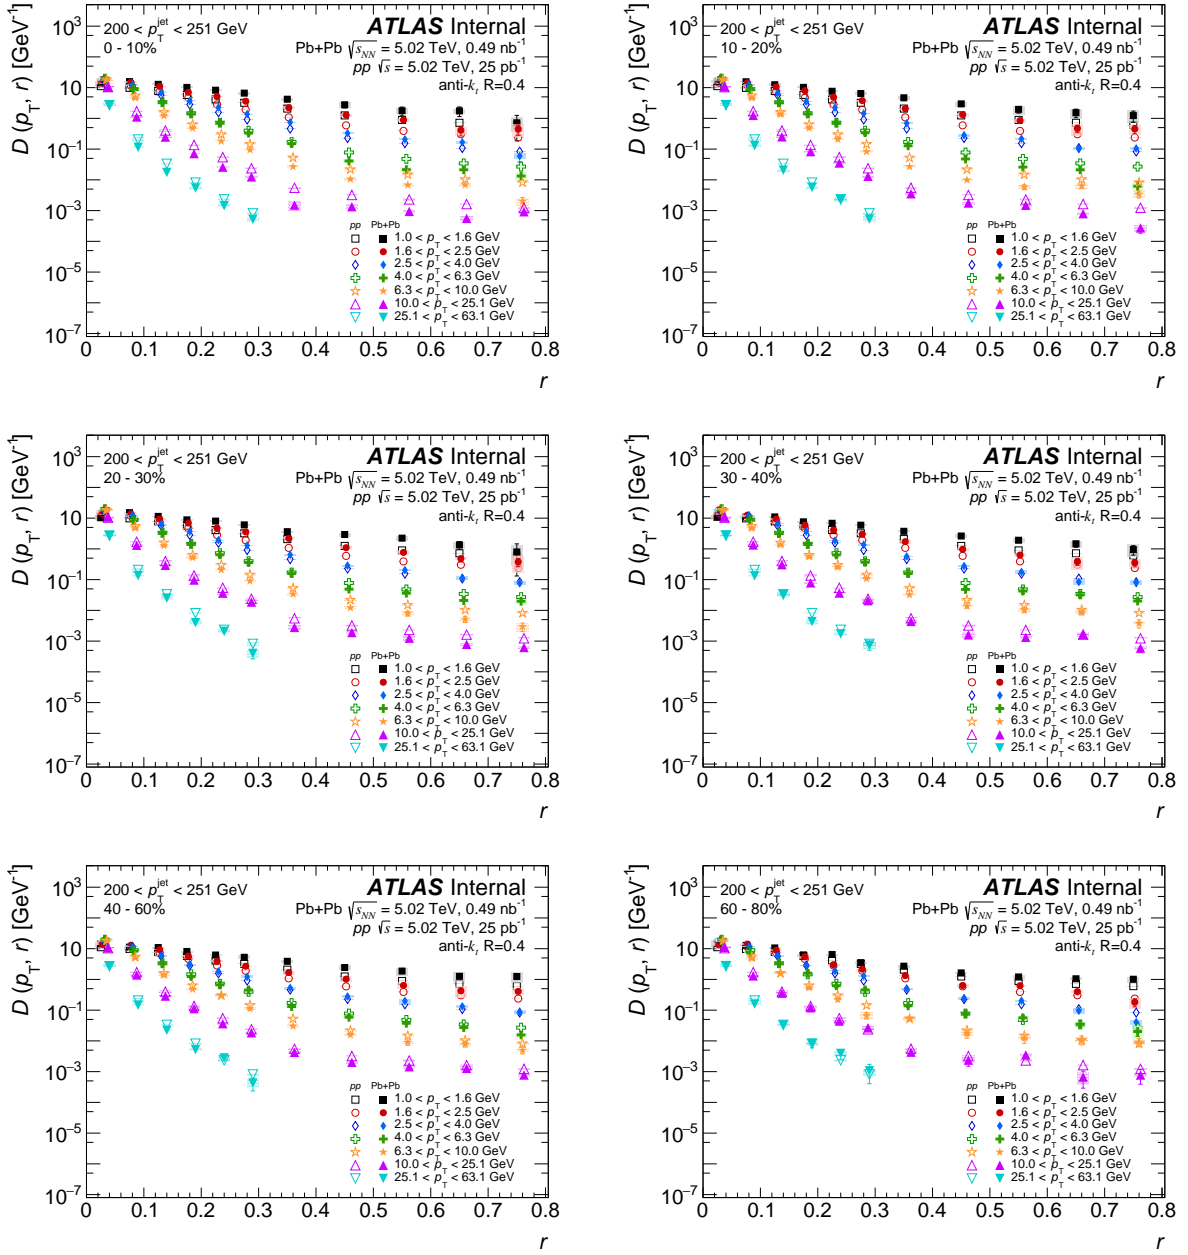 200 < p_T^jet < 251 GeV
0 - 10%
ATLAS Internal
Pb+Pb √s_NN = 5.02 TeV, 0.49 nb⁻¹
pp √s = 5.02 TeV, 25 pb⁻¹
anti-k_t R=0.4
D (p_T, r) [GeV⁻¹]
10³
10
10⁻¹
10⁻³
10⁻⁵
10⁻⁷
pp Pb+Pb
1.0 < p_T < 1.6 GeV
1.6 < p_T < 2.5 GeV
2.5 < p_T < 4.0 GeV
4.0 < p_T < 6.3 GeV
6.3 < p_T < 10.0 GeV
10.0 < p_T < 25.1 GeV
25.1 < p_T < 63.1 GeV
0 0.1 0.2 0.3 0.4 0.5 0.6 0.7 0.8
r
200 < p_T^jet < 251 GeV
10 - 20%
ATLAS Internal
Pb+Pb √s_NN = 5.02 TeV, 0.49 nb⁻¹
pp √s = 5.02 TeV, 25 pb⁻¹
anti-k_t R=0.4
D (p_T, r) [GeV⁻¹]
10³
10
10⁻¹
10⁻³
10⁻⁵
10⁻⁷
pp Pb+Pb
1.0 < p_T < 1.6 GeV
1.6 < p_T < 2.5 GeV
2.5 < p_T < 4.0 GeV
4.0 < p_T < 6.3 GeV
6.3 < p_T < 10.0 GeV
10.0 < p_T < 25.1 GeV
25.1 < p_T < 63.1 GeV
0 0.1 0.2 0.3 0.4 0.5 0.6 0.7 0.8
r
200 < p_T^jet < 251 GeV
20 - 30%
ATLAS Internal
Pb+Pb √s_NN = 5.02 TeV, 0.49 nb⁻¹
pp √s = 5.02 TeV, 25 pb⁻¹
anti-k_t R=0.4
D (p_T, r) [GeV⁻¹]
10³
10
10⁻¹
10⁻³
10⁻⁵
10⁻⁷
pp Pb+Pb
1.0 < p_T < 1.6 GeV
1.6 < p_T < 2.5 GeV
2.5 < p_T < 4.0 GeV
4.0 < p_T < 6.3 GeV
6.3 < p_T < 10.0 GeV
10.0 < p_T < 25.1 GeV
25.1 < p_T < 63.1 GeV
0 0.1 0.2 0.3 0.4 0.5 0.6 0.7 0.8
r
200 < p_T^jet < 251 GeV
30 - 40%
ATLAS Internal
Pb+Pb √s_NN = 5.02 TeV, 0.49 nb⁻¹
pp √s = 5.02 TeV, 25 pb⁻¹
anti-k_t R=0.4
D (p_T, r) [GeV⁻¹]
10³
10
10⁻¹
10⁻³
10⁻⁵
10⁻⁷
pp Pb+Pb
1.0 < p_T < 1.6 GeV
1.6 < p_T < 2.5 GeV
2.5 < p_T < 4.0 GeV
4.0 < p_T < 6.3 GeV
6.3 < p_T < 10.0 GeV
10.0 < p_T < 25.1 GeV
25.1 < p_T < 63.1 GeV
0 0.1 0.2 0.3 0.4 0.5 0.6 0.7 0.8
r
200 < p_T^jet < 251 GeV
40 - 60%
ATLAS Internal
Pb+Pb √s_NN = 5.02 TeV, 0.49 nb⁻¹
pp √s = 5.02 TeV, 25 pb⁻¹
anti-k_t R=0.4
D (p_T, r) [GeV⁻¹]
10³
10
10⁻¹
10⁻³
10⁻⁵
10⁻⁷
pp Pb+Pb
1.0 < p_T < 1.6 GeV
1.6 < p_T < 2.5 GeV
2.5 < p_T < 4.0 GeV
4.0 < p_T < 6.3 GeV
6.3 < p_T < 10.0 GeV
10.0 < p_T < 25.1 GeV
25.1 < p_T < 63.1 GeV
0 0.1 0.2 0.3 0.4 0.5 0.6 0.7 0.8
r
200 < p_T^jet < 251 GeV
60 - 80%
ATLAS Internal
Pb+Pb √s_NN = 5.02 TeV, 0.49 nb⁻¹
pp √s = 5.02 TeV, 25 pb⁻¹
anti-k_t R=0.4
D (p_T, r) [GeV⁻¹]
10³
10
10⁻¹
10⁻³
10⁻⁵
10⁻⁷
pp Pb+Pb
1.0 < p_T < 1.6 GeV
1.6 < p_T < 2.5 GeV
2.5 < p_T < 4.0 GeV
4.0 < p_T < 6.3 GeV
6.3 < p_T < 10.0 GeV
10.0 < p_T < 25.1 GeV
25.1 < p_T < 63.1 GeV
0 0.1 0.2 0.3 0.4 0.5 0.6 0.7 0.8
r